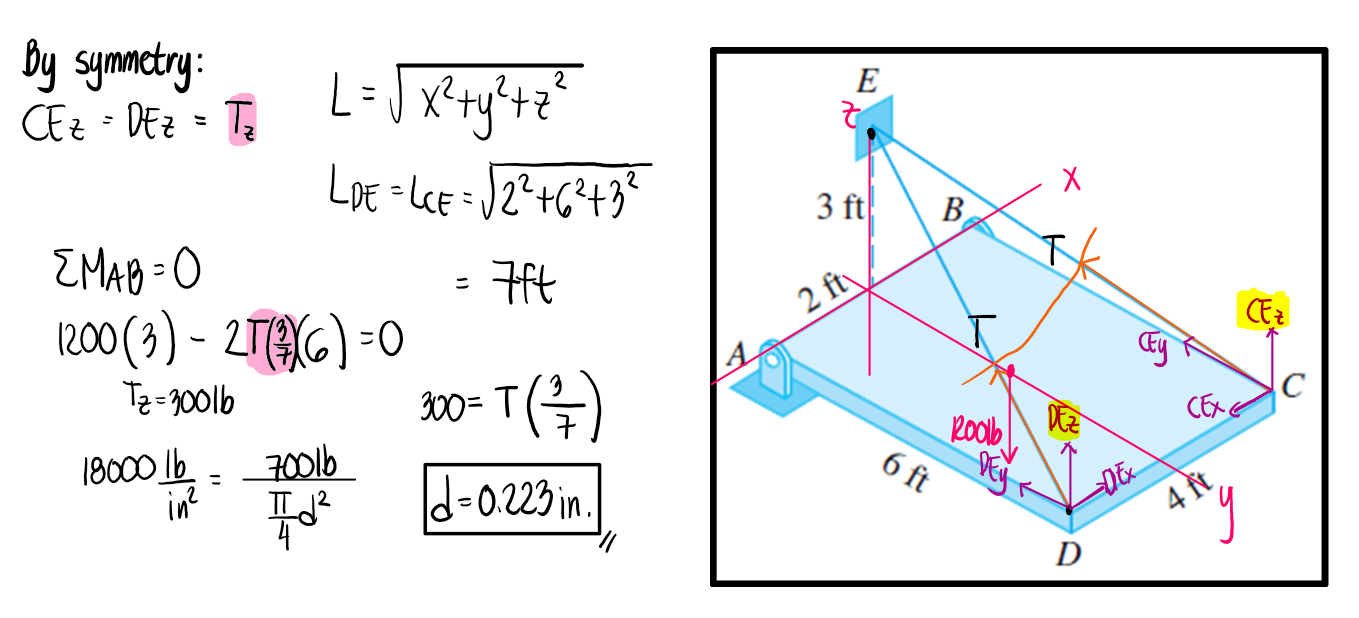 By symmetry:
CEz = DEz = Tz
L = √x²+y²+z²
LDE = LCE = √2²+6²+3²
= 7ft
ΣMAB = 0
1200(3) - 2T(3/7)(6) = 0
Tz = 300lb
300 = T(3/7)
18000 lb/in² = 700lb/(π/4 d²)
d = 0.223 in.
E
z
3 ft
B
x
T
2 ft
CEz
T
A
CEy
C
CEx
1200lb
DEz
DEy
DEx
6 ft
4 ft
y
D